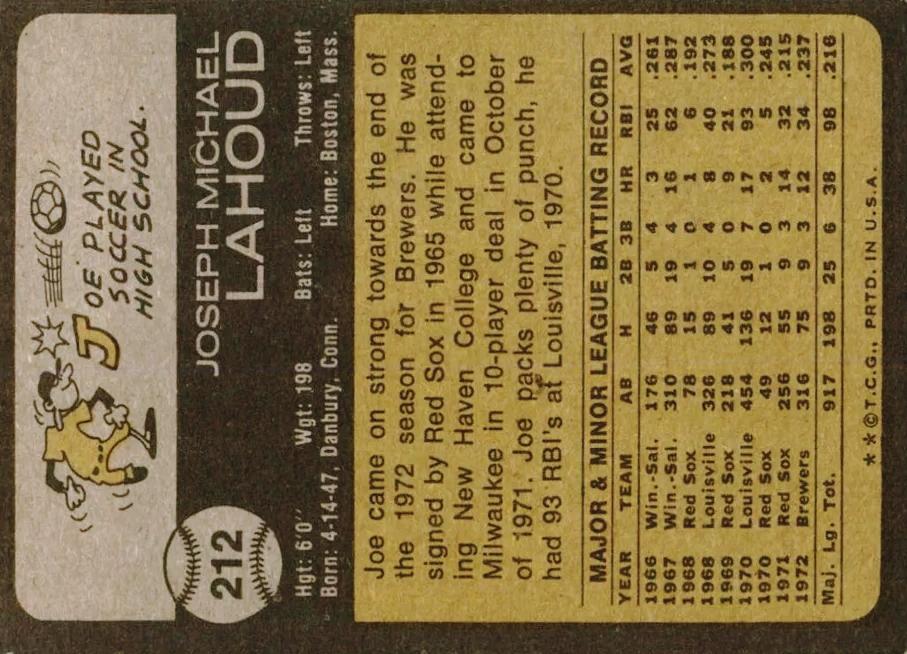 JOE PLAYED
SOCCER IN
HIGH SCHOOL.
212
JOSEPH MICHAEL
LAHOUD
Hgt: 6'0" Wgt: 198 Bats: Left Throws: Left
Born: 4-14-47, Danbury, Conn. Home: Boston, Mass.
Joe came on strong towards the end of
the 1972 season for Brewers. He was
signed by Red Sox in 1965 while attend-
ing New Haven College and came to
Milwaukee in 10-player deal in October
of 1971. Joe packs plenty of punch, he
had 93 RBI's at Louisville, 1970.
MAJOR & MINOR LEAGUE BATTING RECORD
YEAR TEAM AB H 2B 3B HR RBI AVG
1966 Win.-Sal. 176 46 5 4 3 25 .261
1967 Win.-Sal. 310 89 19 4 16 62 .287
1968 Red Sox 78 15 1 0 1 6 .192
1968 Louisville 326 89 10 4 8 40 .273
1969 Red Sox 218 41 5 0 9 21 .188
1970 Louisville 454 136 19 7 17 93 .300
1970 Red Sox 49 12 1 0 2 5 .245
1971 Red Sox 256 55 9 3 14 32 .215
1972 Brewers 316 75 9 3 12 34 .237
Maj. Lg. Tot. 917 198 25 6 38 98 .216
**©T.C.G., PRTD. IN U.S.A.